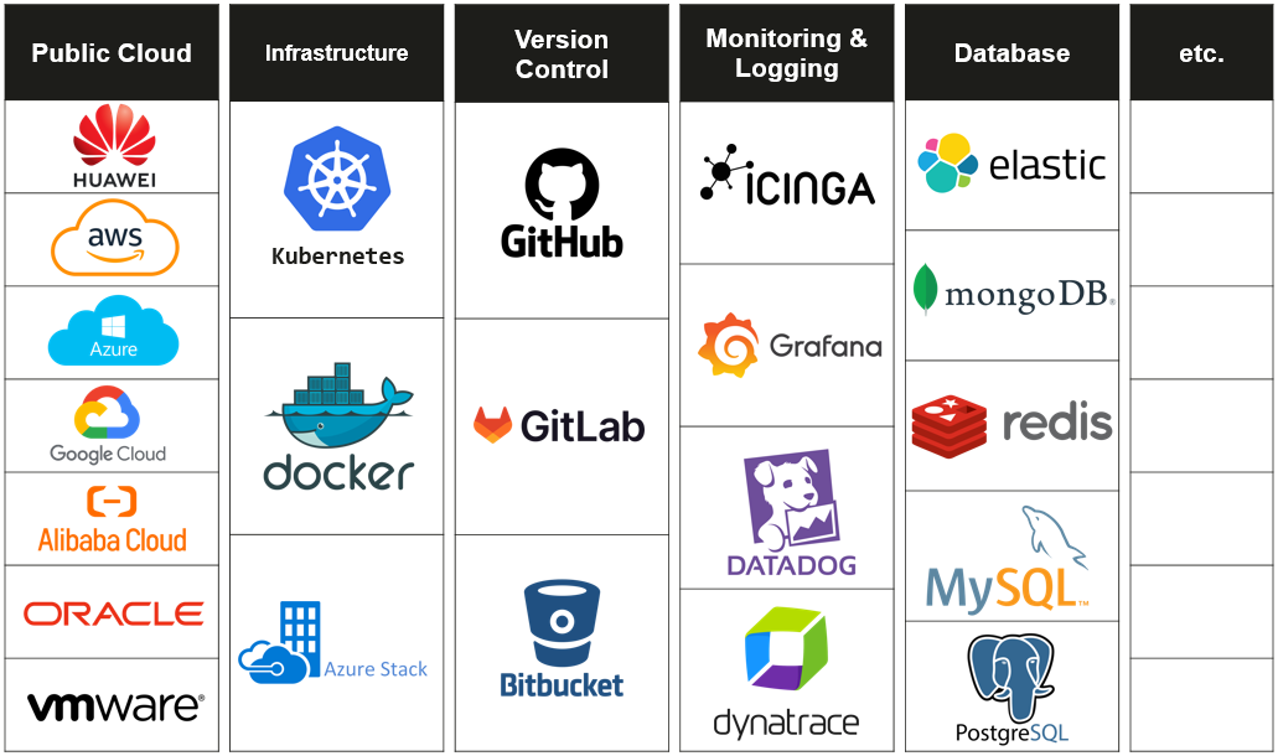 Public Cloud
HUAWEI
aws
Azure
Google Cloud
Alibaba Cloud
ORACLE
vmware®
Infrastructure
Kubernetes
docker
Azure Stack
Version
Control
GitHub
GitLab
Bitbucket
Monitoring &
Logging
ICINGA
Grafana
DATADOG
dynatrace
Database
elastic
mongoDB®
redis
MySQL™
PostgreSQL
etc.